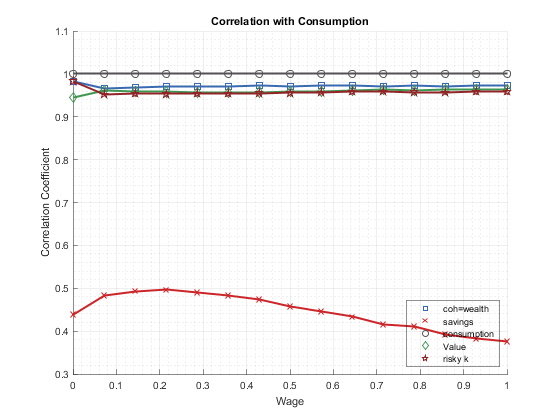 Correlation with Consumption
1.1
1
0.9
0.8
0.7
0.6
0.5
0.4
0.3
Correlation Coefficient
0
0.1
0.2
0.3
0.4
0.5
0.6
0.7
0.8
0.9
1
Wage
coh=wealth
savings
consumption
Value
risky k